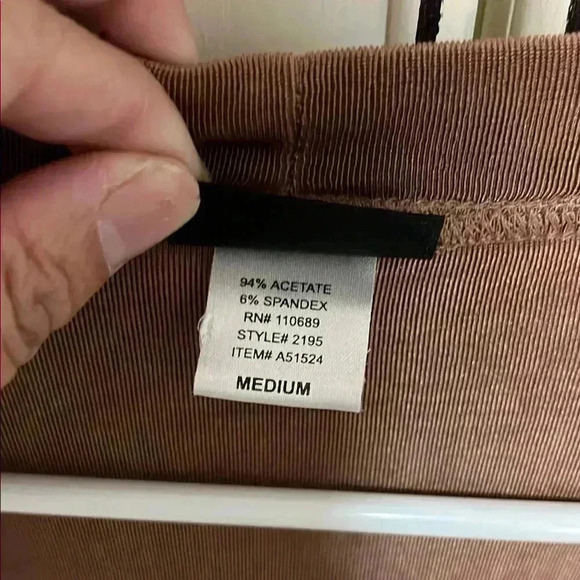 94% ACETATE
6% SPANDEX
RN# 110689
STYLE# 2195
ITEM# A51524
MEDIUM